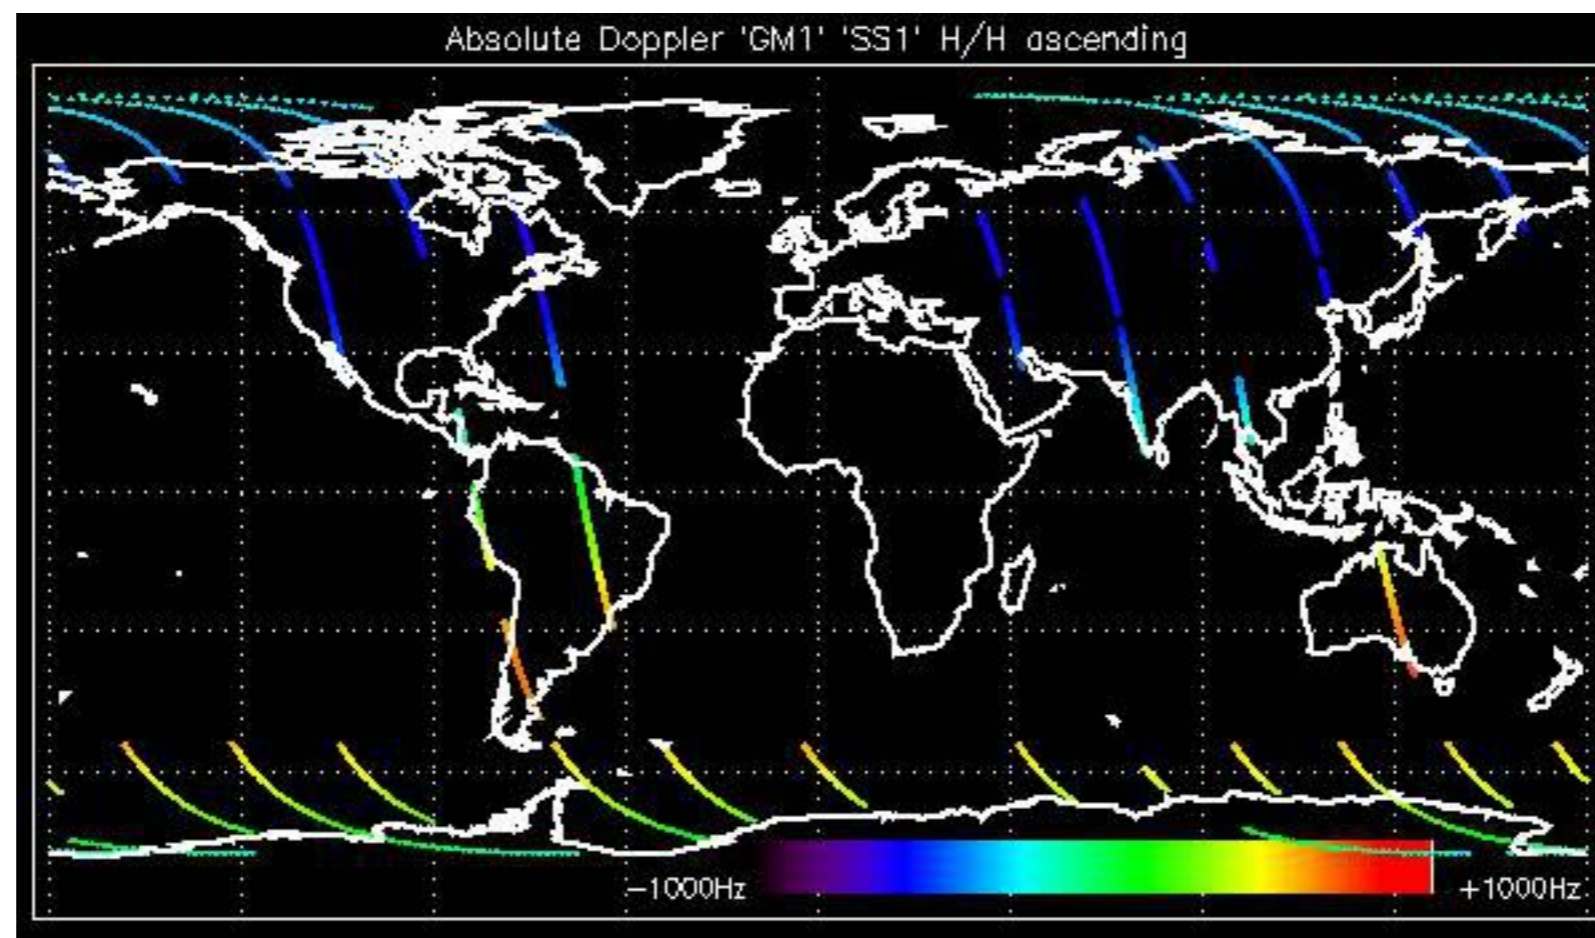 Absolute Doppler 'GM1' 'SS1' H/H ascending
-1000Hz
+1000Hz